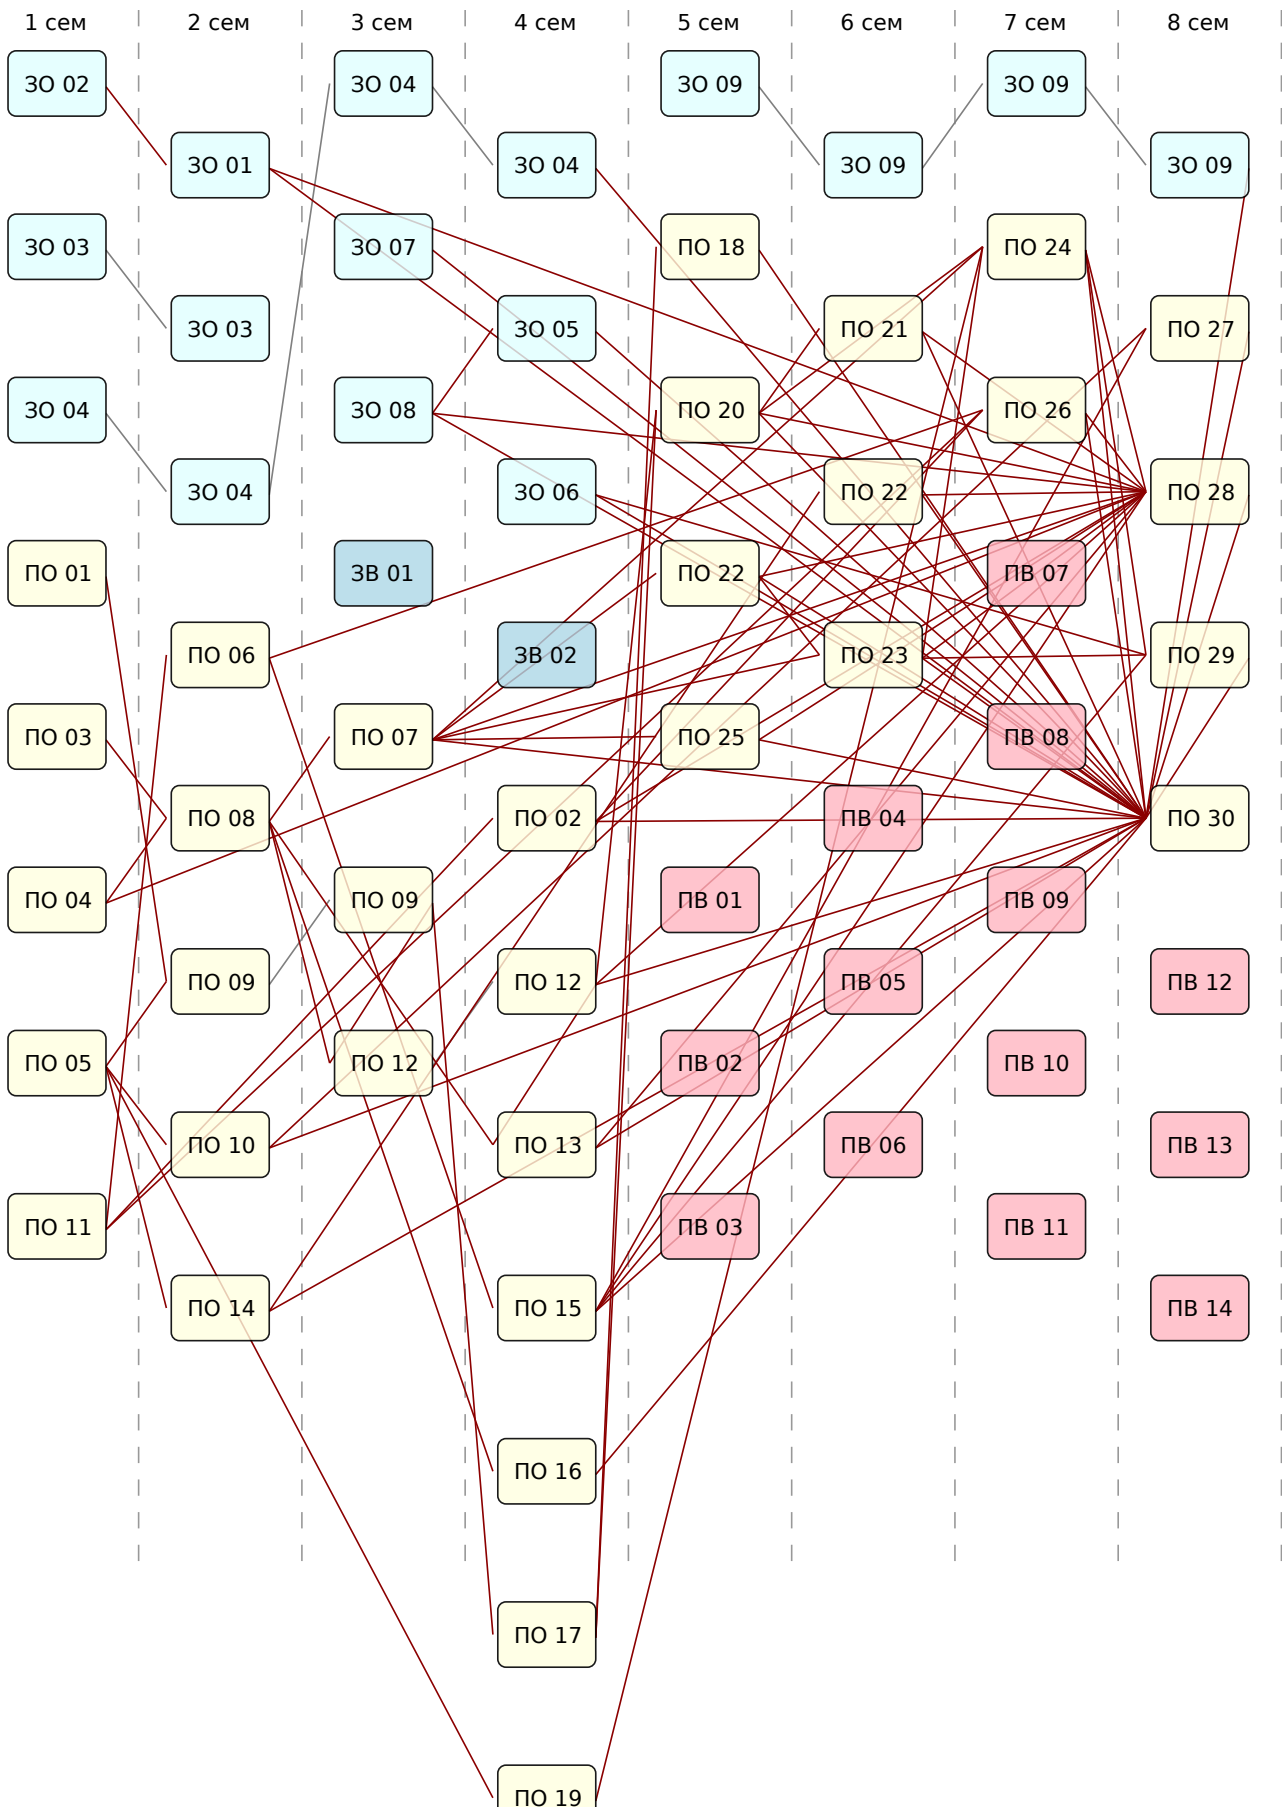 1 сем 2 сем 3 сем 4 сем 5 сем 6 сем 7 сем 8 сем
ЗО 02 ЗО 04 ЗО 09 ЗО 09
ЗО 01 ЗО 04 ЗО 09 ЗО 09
ЗО 03 ЗО 07 ПО 18 ПО 24
ЗО 03 ЗО 05 ПО 21 ПО 27
ЗО 04 ЗО 08 ПО 20 ПО 26
ЗО 04 ЗО 06 ПО 22 ПО 28
ПО 01 ЗВ 01 ПО 22 ПВ 07
ПО 06 ЗВ 02 ПО 23 ПО 29
ПО 03 ПО 07 ПО 25 ПВ 08
ПО 08 ПО 02 ПВ 04 ПО 30
ПО 04 ПО 09 ПВ 01 ПВ 09
ПО 09 ПО 12 ПВ 05 ПВ 12
ПО 05 ПО 12 ПВ 02 ПВ 10
ПО 10 ПО 13 ПВ 06 ПВ 13
ПО 11 ПВ 03 ПВ 11
ПО 14 ПО 15 ПВ 14
ПО 16
ПО 17
ПО 19